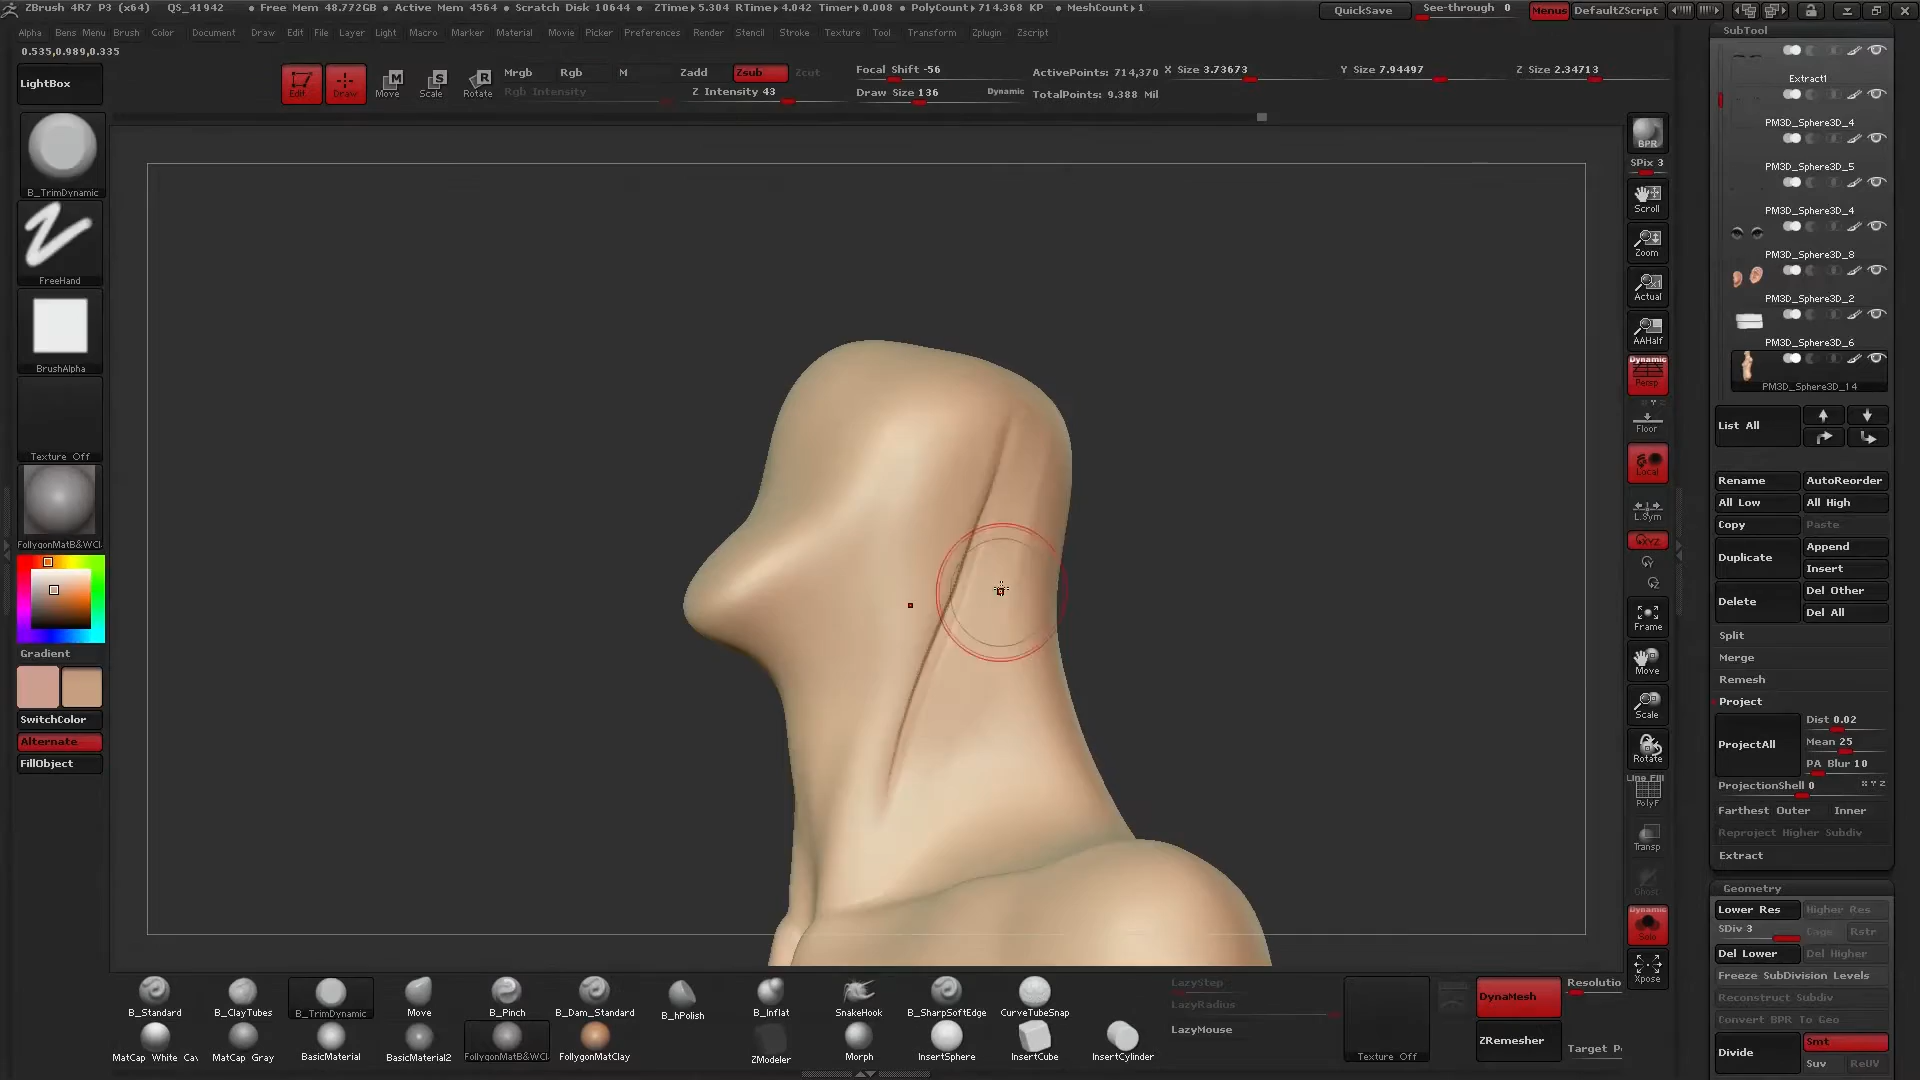 ZBrush 4R7 P3 (x64) QS_41942 • Free Mem 48.772GB • Active Mem 4564 • Scratch Disk 10644 • ZTime▸5.304 RTime▸4.042 Timer▸0.008 • PolyCount▸714.368 KP • MeshCount▸1 QuickSave See-through 0 Menus DefaultZScript
Alpha Bens Menu Brush Color Document Draw Edit File Layer Light Macro Marker Material Movie Picker Preferences Render Stencil Stroke Texture Tool Transform Zplugin Zscript
0.535,0.989,0.335
LightBox
Edit Draw Move Scale Rotate
Mrgb Rgb M Zadd Zsub Zcut
Rgb Intensity Z Intensity 43
Focal Shift -56
Draw Size 136 Dynamic
ActivePoints: 714,370
TotalPoints: 9.388 Mil
X Size 3.73673 Y Size 7.94497 Z Size 2.34713
B_TrimDynamic
FreeHand
BrushAlpha
Texture Off
FollygonMatB&WCl
Gradient
SwitchColor
Alternate
FillObject
BPR
SPix 3
Scroll
Zoom
Actual
AAHalf
Dynamic
Persp
Floor
Local
L.Sym
XYZ
Frame
Move
Scale
Rotate
Line Fill
PolyF
Transp
Ghost
Dynamic
Solo
Xpose
SubTool
Extract1
PM3D_Sphere3D_4
PM3D_Sphere3D_5
PM3D_Sphere3D_4
PM3D_Sphere3D_8
PM3D_Sphere3D_2
PM3D_Sphere3D_6
PM3D_Sphere3D_14
List All
Rename AutoReorder
All Low All High
Copy Paste
Duplicate Append
Insert
Delete Del Other
Del All
Split
Merge
Remesh
Project
ProjectAll Dist 0.02
Mean 25
PA Blur 10
ProjectionShell 0 X Y Z
Farthest Outer Inner
Reproject Higher Subdiv
Extract
Geometry
Lower Res Higher Res
SDiv 3 Cage Rstr
Del Lower Del Higher
Freeze SubDivision Levels
Reconstruct Subdiv
Convert BPR To Geo
Divide Smt
Suv ReUV
B_Standard B_ClayTubes B_TrimDynamic Move B_Pinch B_Dam_Standard B_hPolish B_Inflat SnakeHook B_SharpSoftEdge CurveTubeSnap
MatCap White Cav MatCap Gray BasicMaterial BasicMaterial2 FollygonMatB&WCl FollygonMatClay ZModeler Morph InsertSphere InsertCube InsertCylinder
LazyStep
LazyRadius
LazyMouse
Texture Off
DynaMesh Resolutio
ZRemesher Target Po